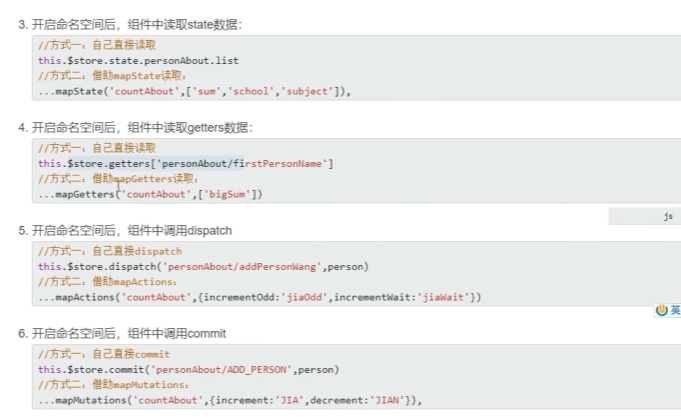 3. 开启命名空间后，组件中读取state数据：
//方式一：自己直接读取
this.$store.state.personAbout.list
//方式二：借助mapState读取：
...mapState('countAbout',['sum','school','subject']),
4. 开启命名空间后，组件中读取getters数据：
//方式一：自己直接读取
this.$store.getters['personAbout/firstPersonName']
//方式二：借助mapGetters读取：
...mapGetters('countAbout',['bigSum'])
js
5. 开启命名空间后，组件中调用dispatch
//方式一：自己直接dispatch
this.$store.dispatch('personAbout/addPersonWang',person)
//方式二：借助mapActions：
...mapActions('countAbout',{incrementOdd:'jiaOdd',incrementWait:'jiaWait'})
英
6. 开启命名空间后，组件中调用commit
//方式一：自己直接commit
this.$store.commit('personAbout/ADD_PERSON',person)
//方式二：借助mapMutations：
...mapMutations('countAbout',{increment:'JIA',decrement:'JIAN'}),